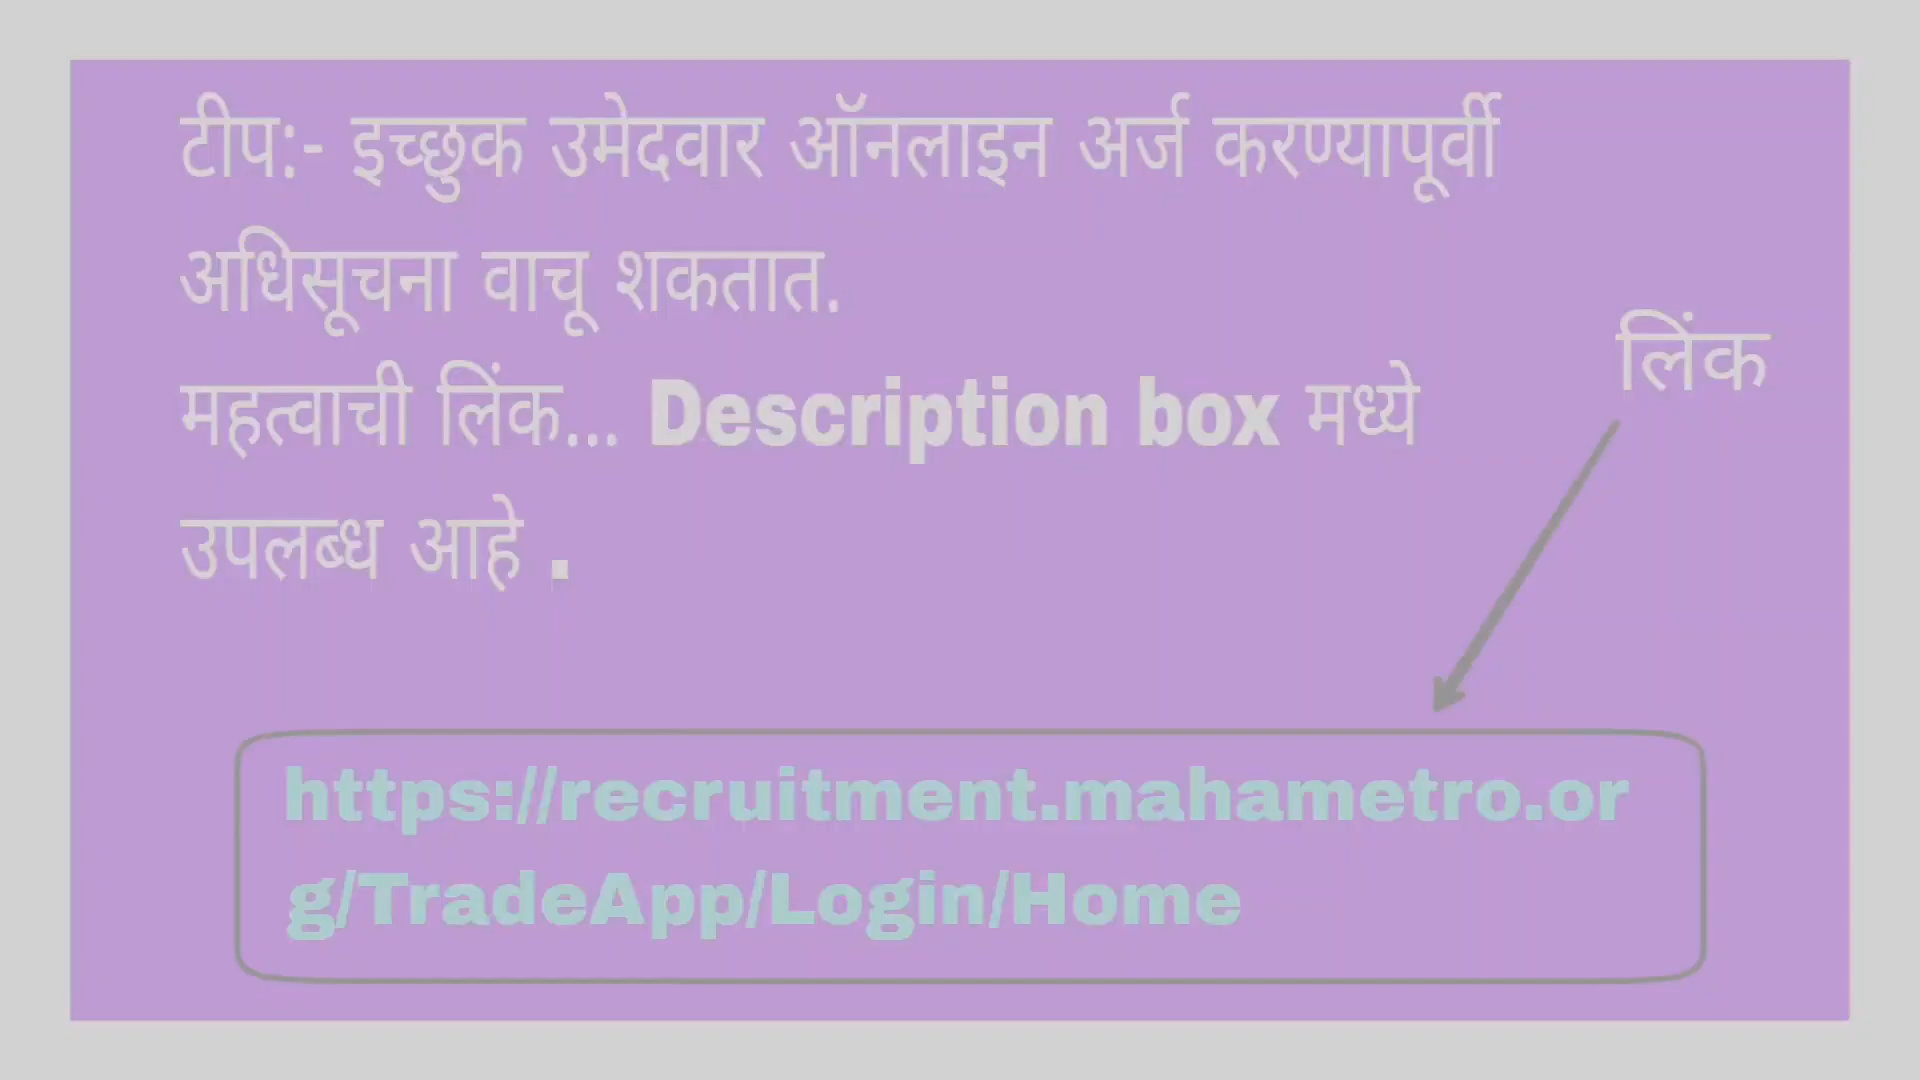 टीप:- इच्छुक उमेदवार ऑनलाइन अर्ज करण्यापूर्वी
अधिसूचना वाचू शकतात.
महत्वाची लिंक... Description box मध्ये
उपलब्ध आहे .
लिंक
https://recruitment.mahametro.or
g/TradeApp/Login/Home